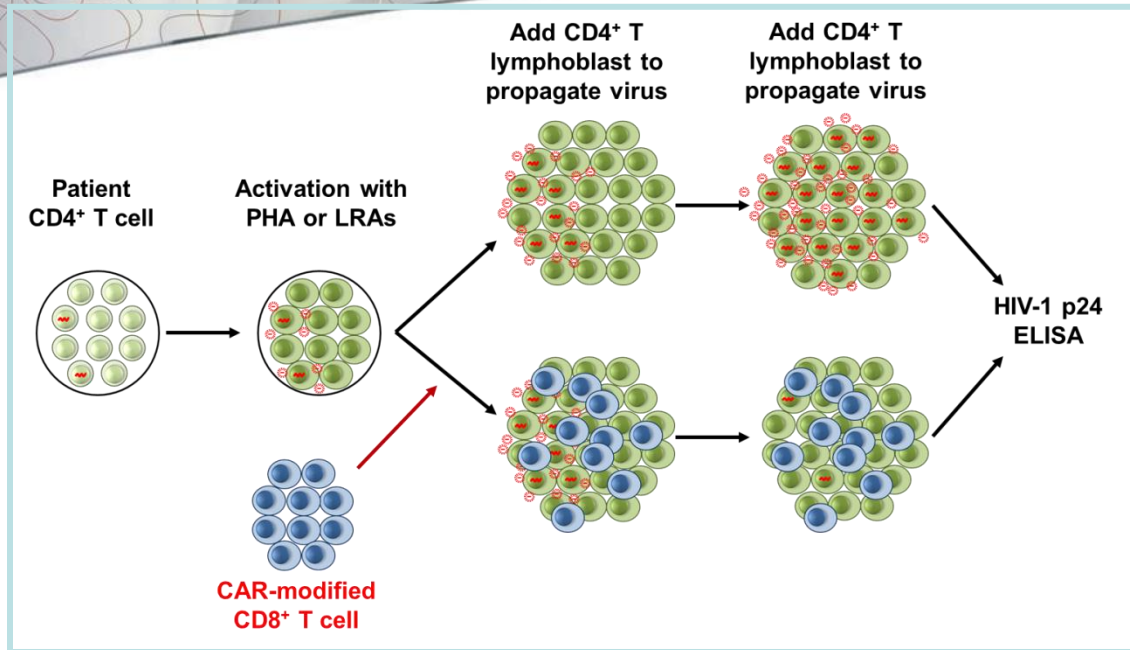 Add CD4⁺ T
lymphoblast to
propagate virus
Add CD4⁺ T
lymphoblast to
propagate virus
Patient
CD4⁺ T cell
Activation with
PHA or LRAs
HIV-1 p24
ELISA
CAR-modified
CD8⁺ T cell